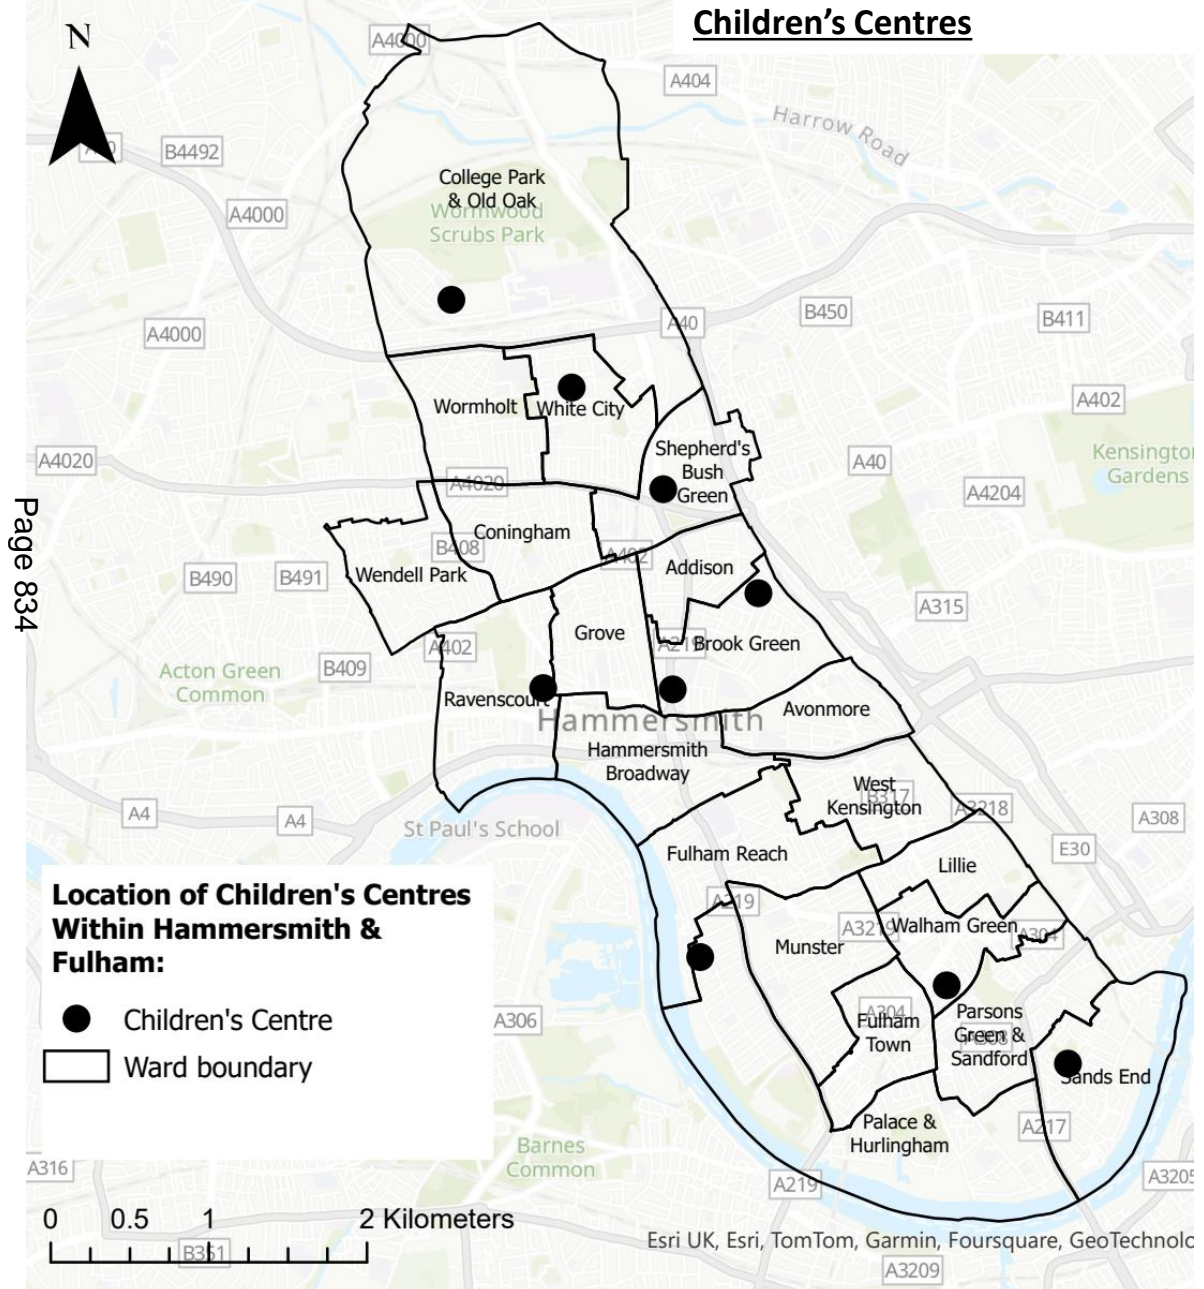 Children's Centres
N
A4000
A404
Harrow Road
B4492
College Park
& Old Oak
Wormwood
Scrubs Park
A4000
A4000
A40
B450
B411
Wormholt
White City
A402
Shepherd's
Bush
Green
A4020
A40
Kensington
Gardens
A4020
A4204
Coningham
B408
A402
Wendell Park
Addison
B490
B491
A315
Page 834
Grove
A219
Brook Green
A402
B409
Acton Green
Common
Ravenscourt
Hammersmith
Avonmore
Hammersmith
Broadway
West
Kensington
B317
A3218
A4
A4
St Paul's School
A308
Fulham Reach
E30
Lillie
Location of Children's Centres
Within Hammersmith &
Fulham:
Children's Centre
Ward boundary
A219
A3219
Walham Green
A304
Munster
A306
A304
Fulham
Town
Parsons
Green &
Sandford
A308
Sands End
Palace &
Hurlingham
A217
Barnes
Common
A316
A219
A3205
0 0.5 1 2 Kilometers
B351
Esri UK, Esri, TomTom, Garmin, Foursquare, GeoTechnolo
A3209